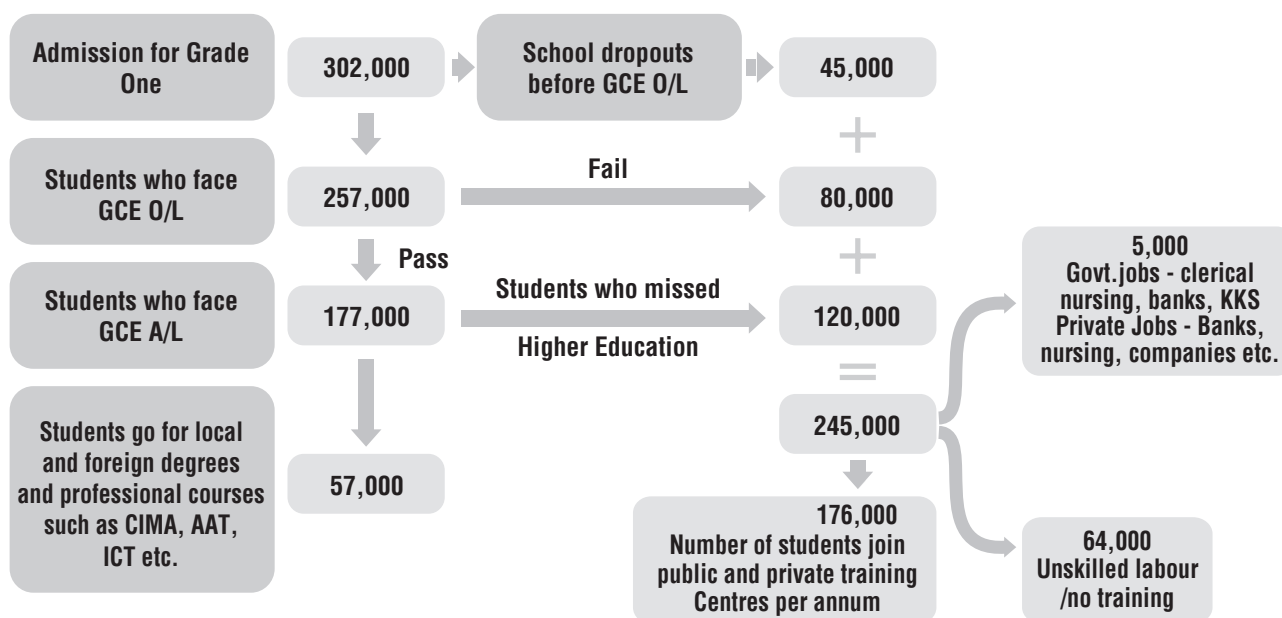 Admission for Grade
One
302,000
School dropouts
before GCE O/L
45,000
+
Students who face
GCE O/L
257,000
Fail
80,000
+
Pass
Students who face
GCE A/L
177,000
Students who missed
Higher Education
120,000
=
245,000
5,000
Govt.jobs - clerical
nursing, banks, KKS
Private Jobs - Banks,
nursing, companies etc.
Students go for local
and foreign degrees
and professional courses
such as CIMA, AAT,
ICT etc.
57,000
176,000
Number of students join
public and private training
Centres per annum
64,000
Unskilled labour
/no training